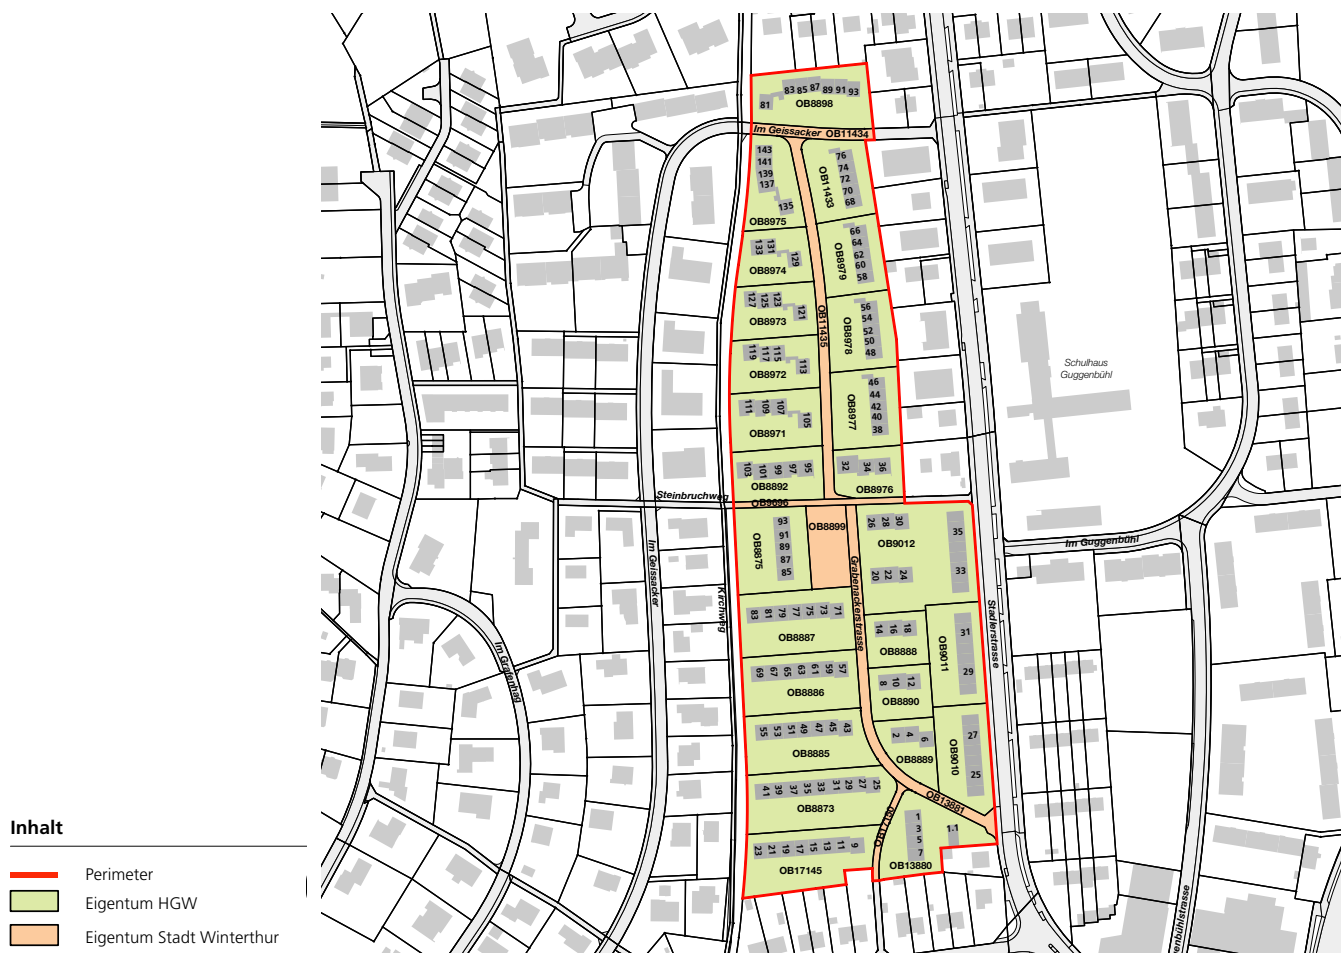 83 85 87 89 91 93
81
OB8898
Im Geissacker OB11434
143
141
139
137
135
OB8975
76
74
72
70
68
OB11433
133 131 129
OB8974
66
64
62
60
58
OB8979
127 125 123 121
OB8973
OB11435
56
54
52
50
48
OB8978
119 117 115 113
OB8972
Schulhaus
Guggenbühl
111 109 107 105
OB8971
46
44
42
40
38
OB8977
103 101 99 97 95
OB8892
32 34 36
OB8976
Steinbruchweg
OB9696
93
91
89
87
85
OB8875
OB8899
26 28 30
OB9012
20 22 24
35
33
Im Guggenbühl
Im Geissacker
Kirchweg
Grabenackerstrasse
Stadlerstrasse
83 81 79 77 75 73 71
OB8887
14 16 18
OB8888
31
29
OB9011
Im Gräfenhag
69 67 65 63 61 59 57
OB8886
8 10 12
OB8890
55 53 51 49 47 45 43
OB8885
2 4 6
OB8889
27
25
OB9010
41 39 37 35 33 31 29 27 25
OB8873
OB13881
OB17150
1
3
5
7
1.1
OB13880
23 21 19 17 15 13 11 9
OB17145
enbühlstrasse
Inhalt
Perimeter
Eigentum HGW
Eigentum Stadt Winterthur